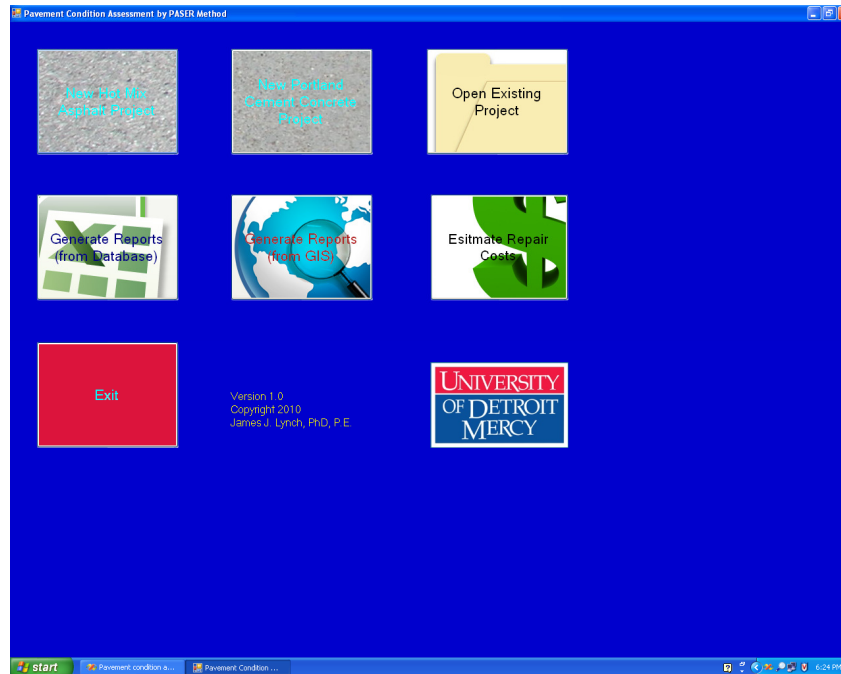 Pavement Condition Assessment by PASER Method
New Hot Mix
Asphalt Project
New Portland
Cement Concrete
Project
Open Existing
Project
Generate Reports
(from Database)
Generate Reports
(from GIS)
Esitmate Repair
Costs
Exit
Version 1.0
Copyright 2010
James J. Lynch, PhD, P.E.
UNIVERSITY
OF DETROIT
MERCY
start
Pavement condition a...
Pavement Condition ...
6:24 PM